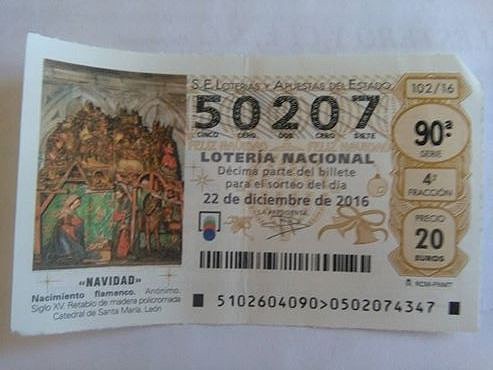 S.E. LOTERÍAS Y APUESTAS DEL ESTADO
50207
CINCO CERO DOS CERO SIETE
FELIZ NAVIDAD
LOTERÍA NACIONAL
Décima parte del billete
para el sorteo del día
22 de diciembre de 2016
LA PRESIDENTA
5102604090>0502074347
102/16
90ª
SERIE
4ª
FRACCIÓN
PRECIO
20
EUROS
«NAVIDAD»
Nacimiento flamenco. Anónimo.
Siglo XV. Retablo de madera policromada
Catedral de Santa María. León